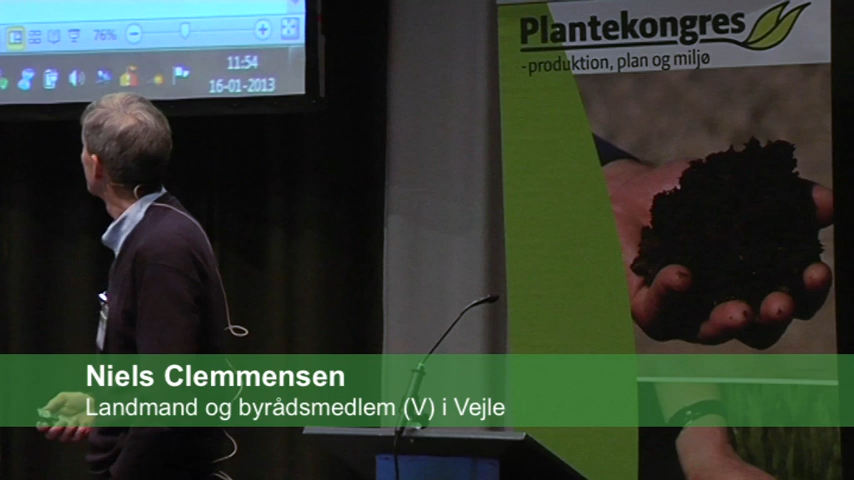 76%
11:54
16-01-2013
Plantekongres
-produktion, plan og miljø
Niels Clemmensen
Landmand og byrådsmedlem (V) i Vejle